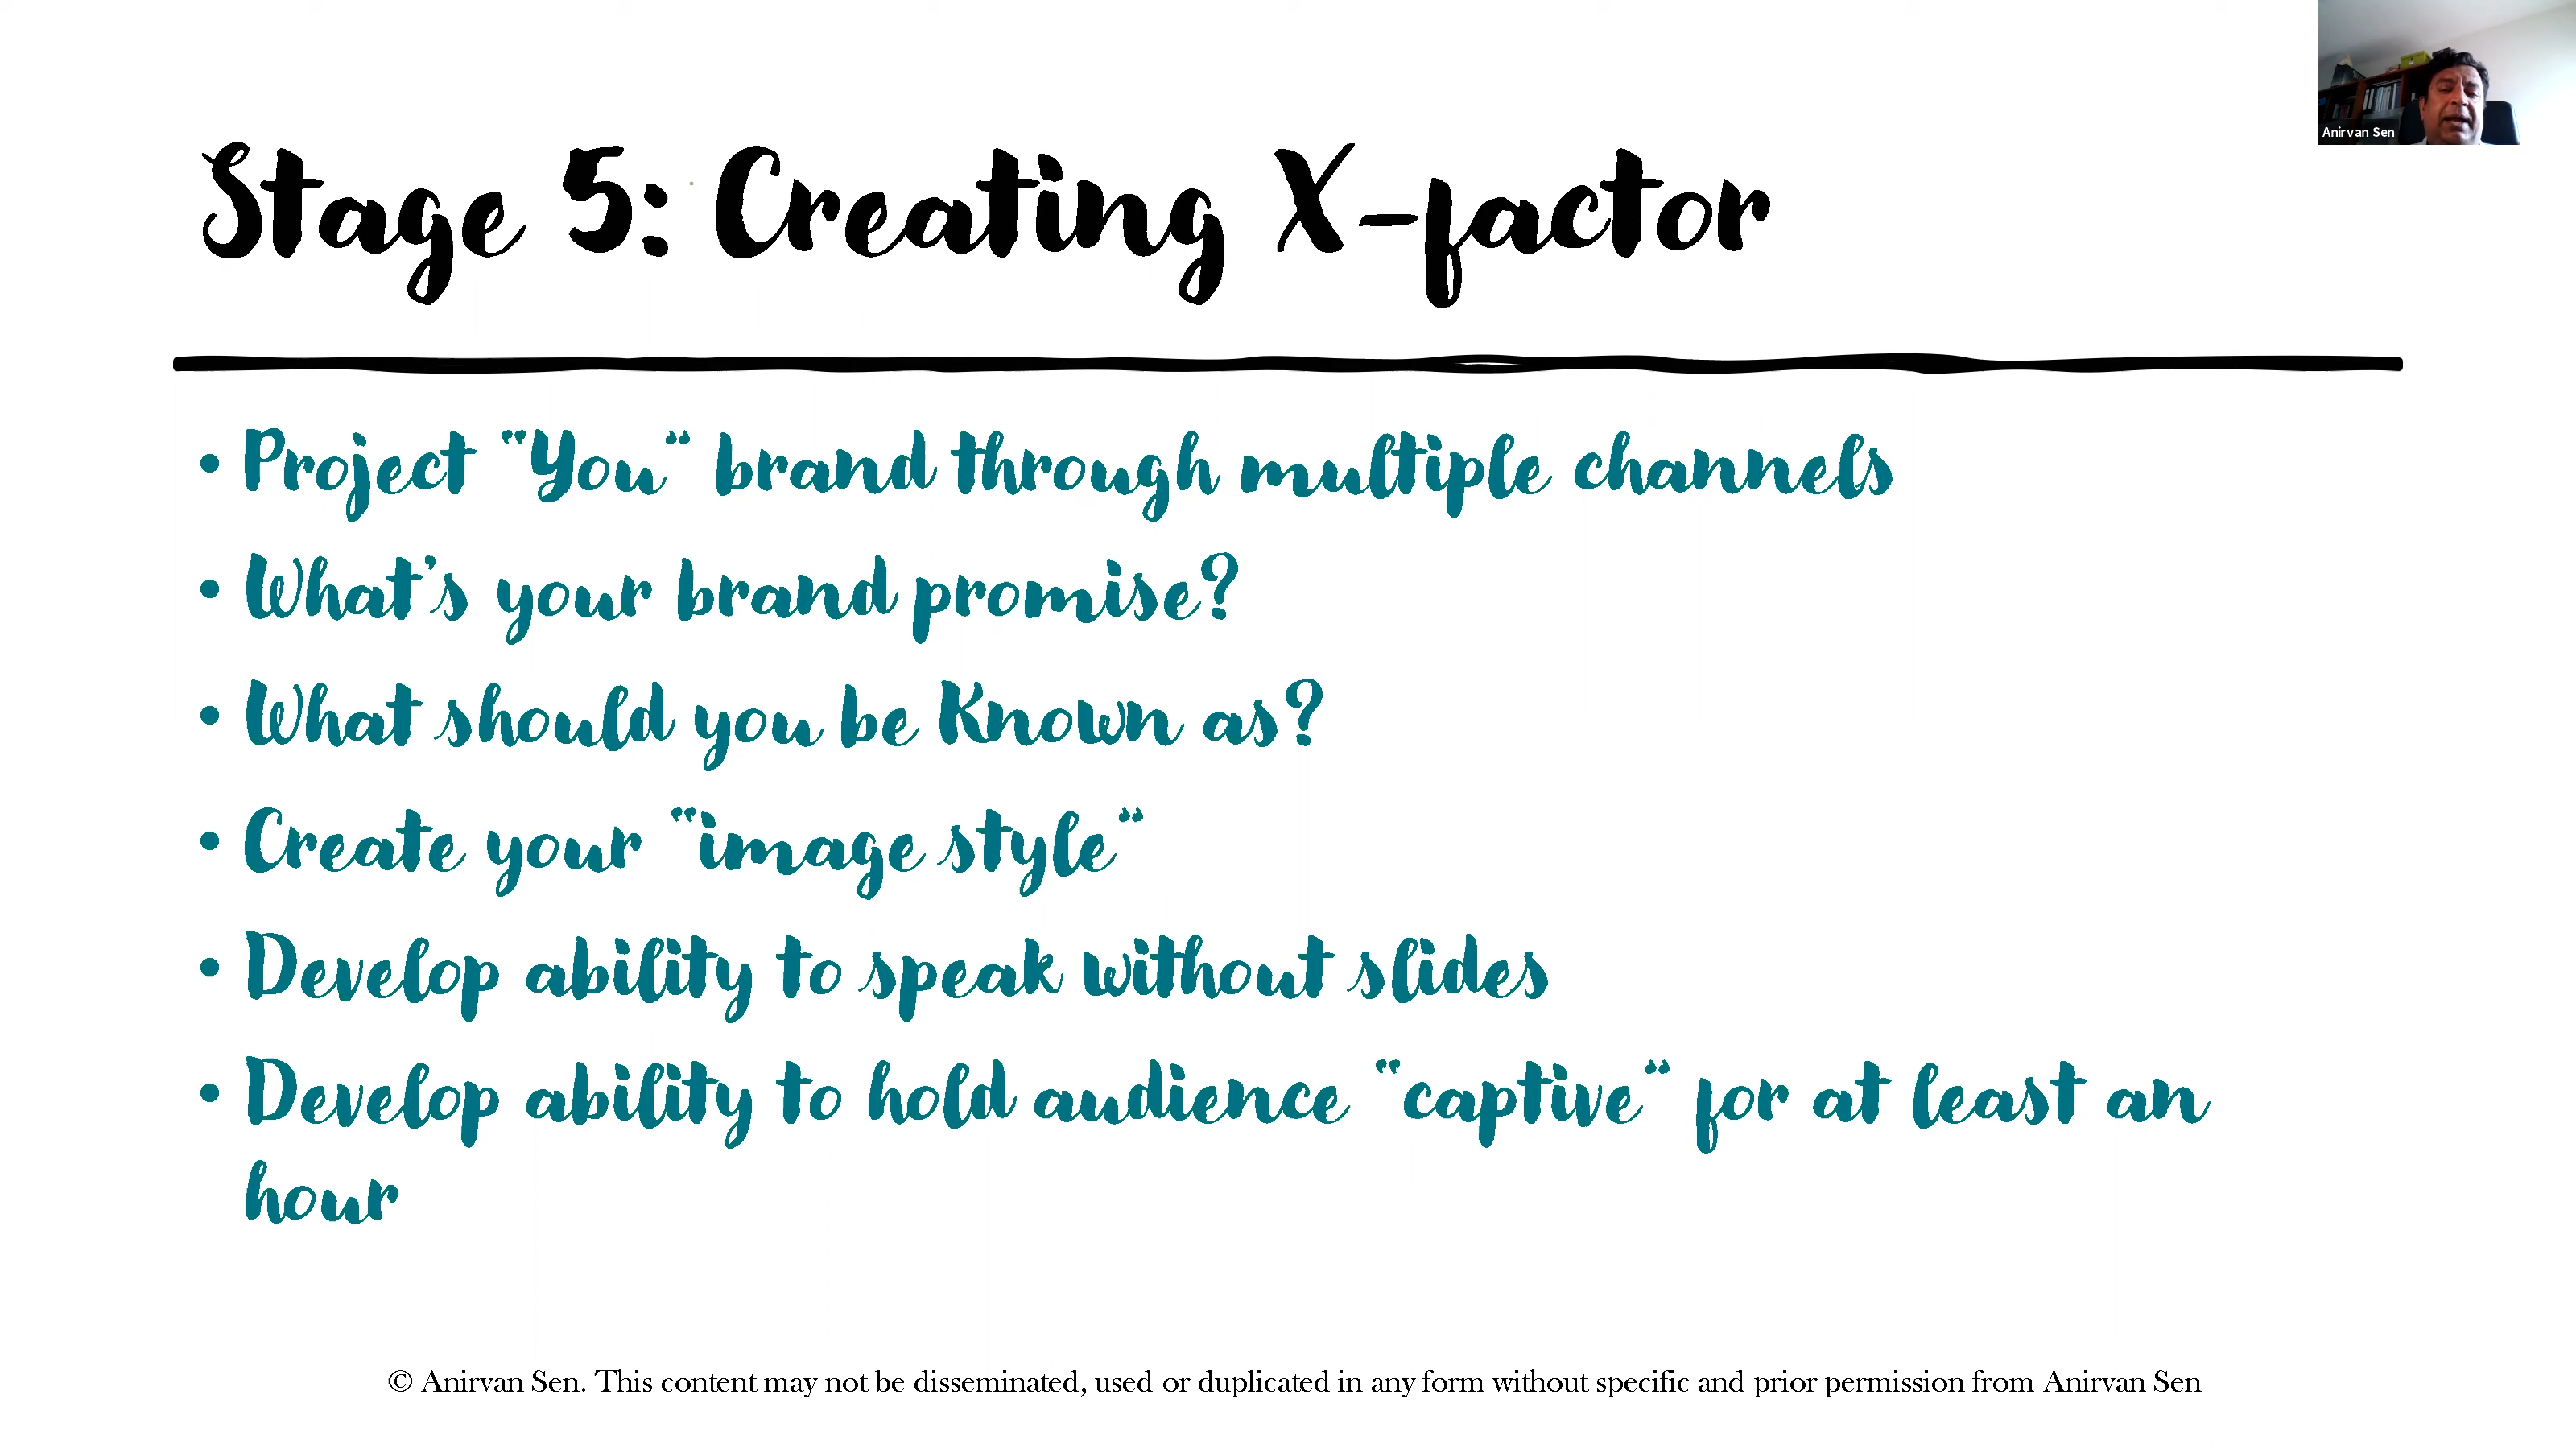 Anirvan Sen
Stage 5: Creating X-factor
• Project "You" brand through multiple channels
• What's your brand promise?
• What should you be Known as?
• Create your "image style"
• Develop ability to speak without slides
• Develop ability to hold audience "captive" for at least an
hour
© Anirvan Sen. This content may not be disseminated, used or duplicated in any form without specific and prior permission from Anirvan Sen